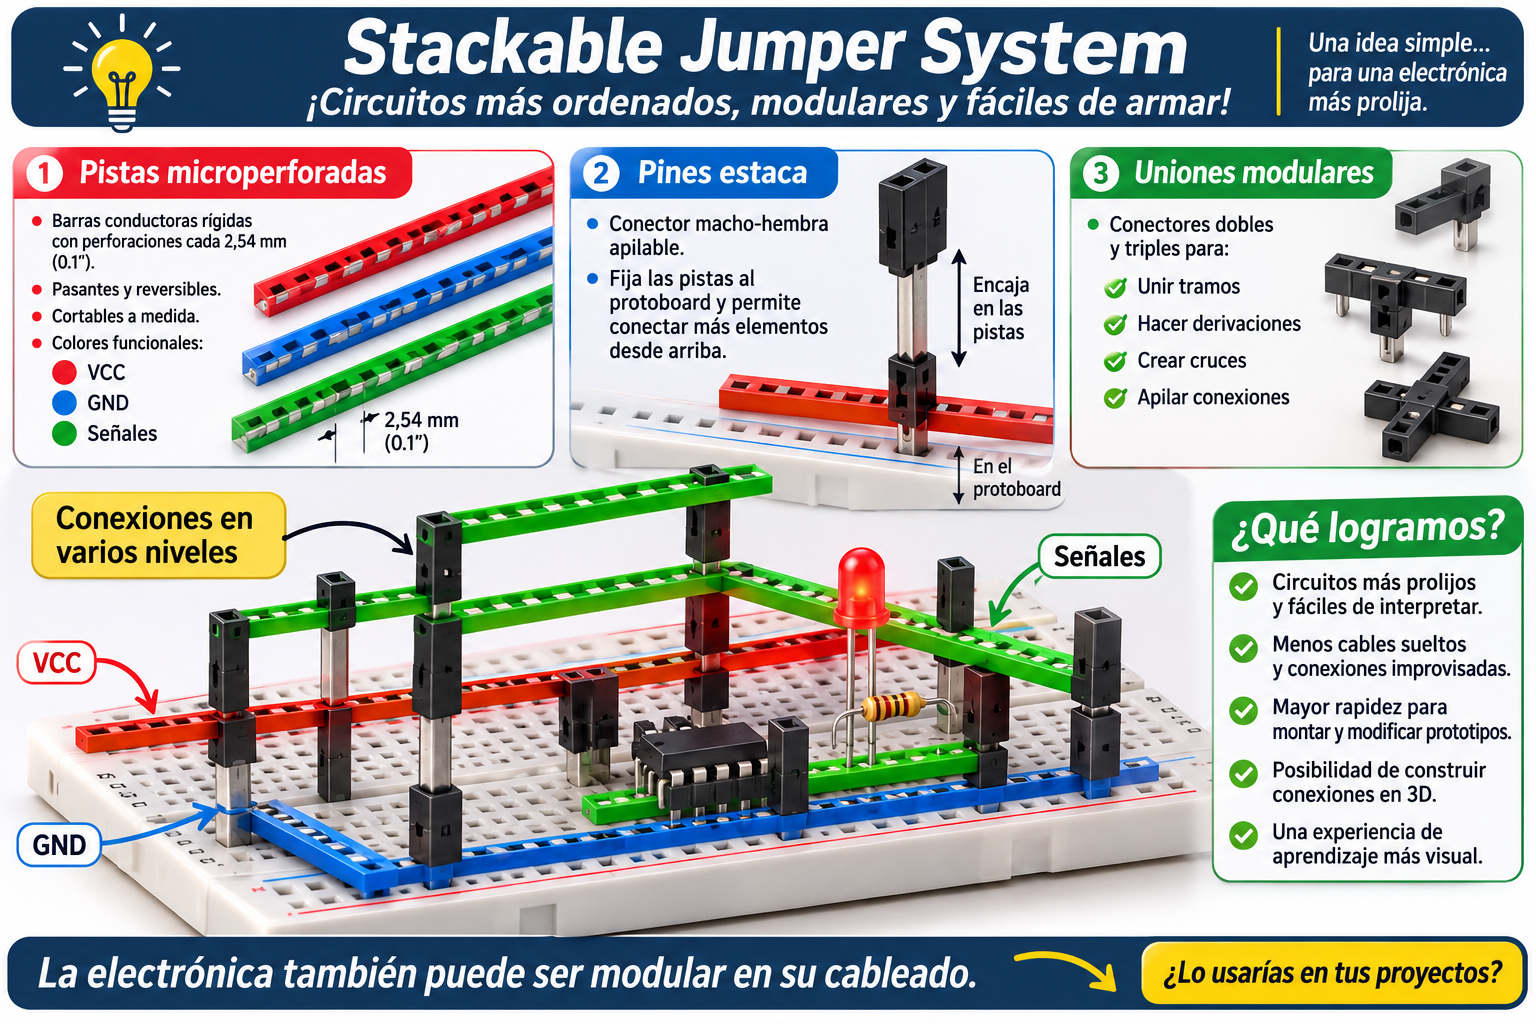 Stackable Jumper System
¡Circuitos más ordenados, modulares y fáciles de armar!
Una idea simple...
para una electrónica
más prolija.
1 Pistas microperforadas
Barras conductoras rígidas
con perforaciones cada 2,54 mm
(0.1").
Pasantes y reversibles.
Cortables a medida.
Colores funcionales:
VCC
GND
Señales
2,54 mm
(0.1")
2 Pines estaca
Conector macho-hembra
apilable.
Fija las pistas al
protoboard y permite
conectar más elementos
desde arriba.
Encaja
en las
pistas
En el
protoboard
3 Uniones modulares
Conectores dobles
y triples para:
Unir tramos
Hacer derivaciones
Crear cruces
Apilar conexiones
Conexiones en
varios niveles
VCC
GND
Señales
¿Qué logramos?
Circuitos más prolijos
y fáciles de interpretar.
Menos cables sueltos
y conexiones improvisadas.
Mayor rapidez para
montar y modificar prototipos.
Posibilidad de construir
conexiones en 3D.
Una experiencia de
aprendizaje más visual.
La electrónica también puede ser modular en su cableado.
¿Lo usarías en tus proyectos?